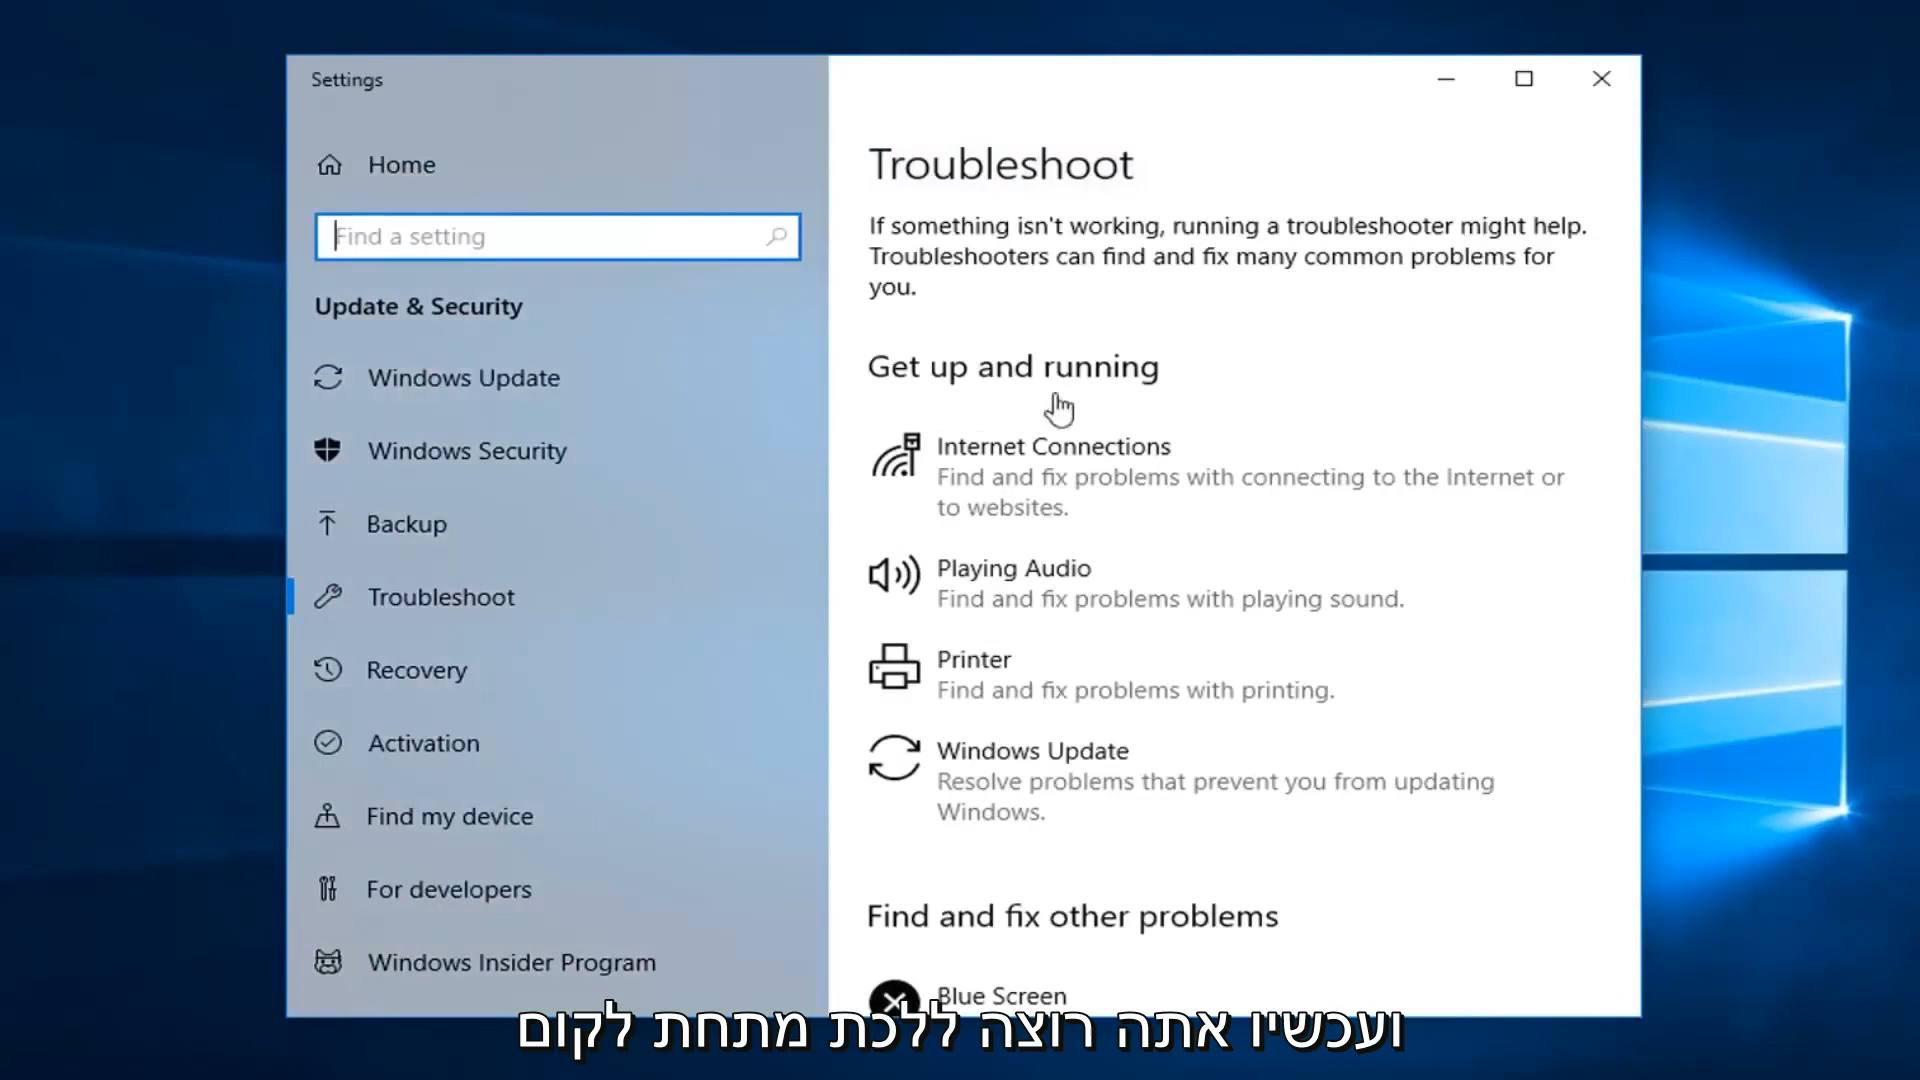 Settings
Home
Find a setting
Update & Security
Windows Update
Windows Security
Backup
Troubleshoot
Recovery
Activation
Find my device
For developers
Windows Insider Program
Troubleshoot
If something isn't working, running a troubleshooter might help.
Troubleshooters can find and fix many common problems for
you.
Get up and running
Internet Connections
Find and fix problems with connecting to the Internet or
to websites.
Playing Audio
Find and fix problems with playing sound.
Printer
Find and fix problems with printing.
Windows Update
Resolve problems that prevent you from updating
Windows.
Find and fix other problems
Blue Screen
ועכשיו אתה רוצה ללכת מתחת לקום